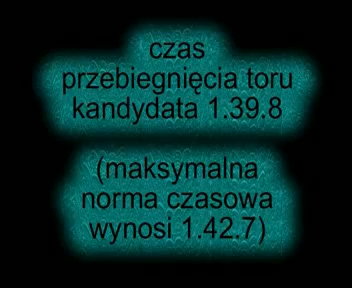 czas
przebiegnięcia toru
kandydata 1.39.8
(maksymalna
norma czasowa
wynosi 1.42.7)